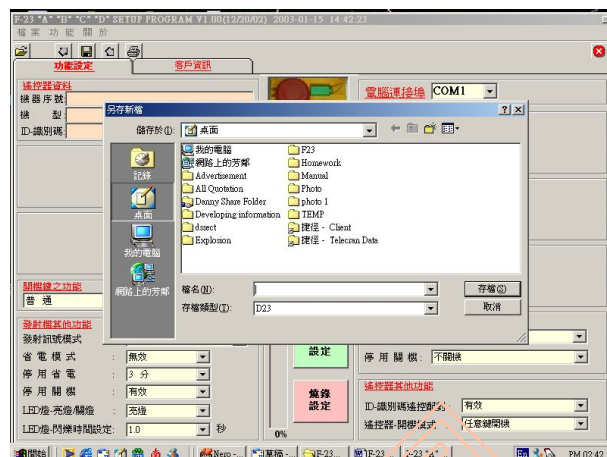 F-23 "A" "B" "C" "D" SETUP PROGRAM V1.00(12/20/02) 2003-01-15 14:42:23
檔 案 功 能 關 於
功能設定 客戶資訊
遙控器資料
機器序號
機 型
ID-識別碼:
電腦連接埠 COM1
另存新檔
儲存於(I): 桌面
記錄
桌面
我的電腦
網路上的芳鄰
我的電腦
網路上的芳鄰
Advertisement
All Quotation
Danny Share Folder
Developing information
dssect
Explosion
F23
Homework
Manual
Photo
photo 1
TEMP
捷徑 - Client
捷徑 - Telecran Data
檔名(N): 存檔(S)
存檔類型(T): D23 取消
開機鍵之功能
普 通
發射機其他功能
發射訊號模式
省 電 模 式 : 無效
停 用 省 電 : 3 分
停 用 關 機 : 有效
LED燈-亮燈/關燈 : 亮燈
LED燈-閃爍時間設定: 1.0 秒
設定
燒錄
設定
0%
停 用 關 機 : 不關機
遙控器其他功能
ID-識別碼遙控配對 : 有效
遙控器-開機模式 : 任意鍵開機
開始 Nero -... 草稿 -... F-23... F-23... F-23 "A"... En PM 02:42